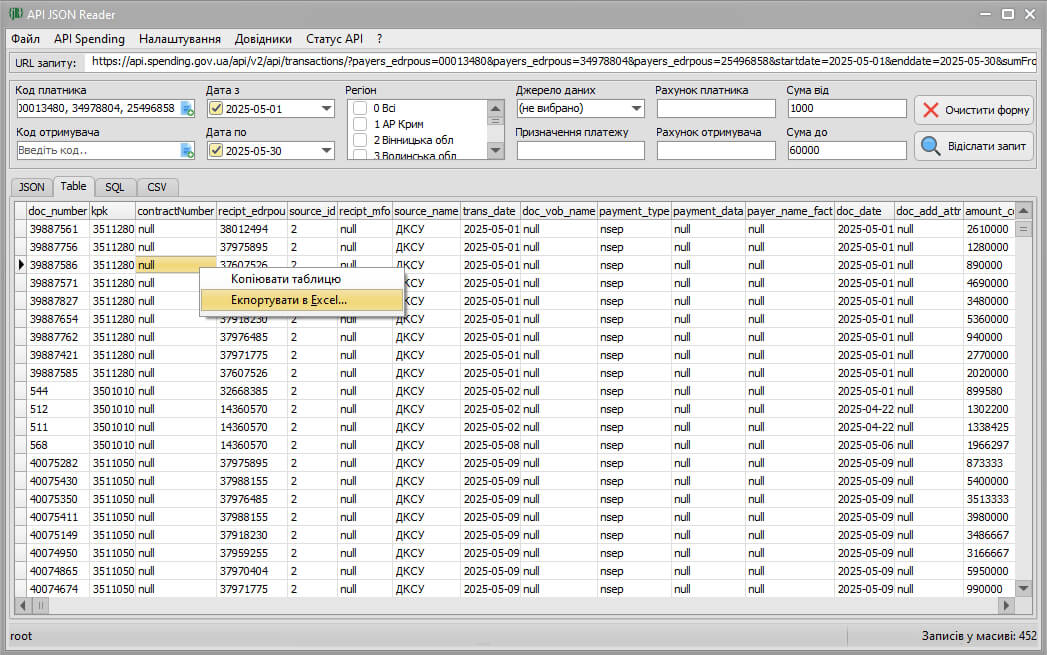 API JSON Reader
Файл API Spending Налаштування Довідники Статус API ?
URL запиту: https://api.spending.gov.ua/api/v2/api/transactions/?payers_edrpous=00013480&payers_edrpous=34978804&payers_edrpous=25496858&startdate=2025-05-01&enddate=2025-05-30&sumFro
Код платника Дата з Регіон Джерело даних Рахунок платника Сума від
00013480, 34978804, 25496858 2025-05-01 0 Всі (не вибрано) 1000 Очистити форму
1 АР Крим
Код отримувача Дата по 2 Вінницька обл Призначення платежу Рахунок отримувача Сума до
Введіть код.. 2025-05-30 3 Волинська обл 60000 Відіслати запит
JSON Table SQL CSV
doc_number kpk contractNumber recipt_edrpou source_id recipt_mfo source_name trans_date doc_vob_name payment_type payment_data payer_name_fact doc_date doc_add_attr amount_co
39887561 3511280 null 38012494 2 null ДКСУ 2025-05-01 null nsep null null 2025-05-01 null 2610000
39887756 3511280 null 37975895 2 null ДКСУ 2025-05-01 null nsep null null 2025-05-01 null 1280000
39887586 3511280 null 37607526 2 null ДКСУ 2025-05-01 null nsep null null 2025-05-01 null 890000
Копіювати таблицю
Екпортувати в Excel...
39887571 3511280 null 2025-05-01 null nsep null null 2025-05-01 null 4690000
39887827 3511280 null 2025-05-01 null nsep null null 2025-05-01 null 3480000
39887654 3511280 null 37918230 2 null ДКСУ 2025-05-01 null nsep null null 2025-05-01 null 5360000
39887762 3511280 null 37976485 2 null ДКСУ 2025-05-01 null nsep null null 2025-05-01 null 940000
39887421 3511280 null 37971775 2 null ДКСУ 2025-05-01 null nsep null null 2025-05-01 null 2770000
39887585 3511280 null 37607526 2 null ДКСУ 2025-05-01 null nsep null null 2025-05-01 null 2020000
544 3501010 null 32668385 2 null ДКСУ 2025-05-02 null nsep null null 2025-05-01 null 899580
512 3501010 null 14360570 2 null ДКСУ 2025-05-02 null nsep null null 2025-04-22 null 1302200
511 3501010 null 14360570 2 null ДКСУ 2025-05-02 null nsep null null 2025-04-22 null 1338425
568 3501010 null 14360570 2 null ДКСУ 2025-05-08 null nsep null null 2025-05-06 null 1966297
40075282 3511050 null 37975895 2 null ДКСУ 2025-05-09 null nsep null null 2025-05-09 null 873333
40075430 3511050 null 37988155 2 null ДКСУ 2025-05-09 null nsep null null 2025-05-09 null 5400000
40075350 3511050 null 37976485 2 null ДКСУ 2025-05-09 null nsep null null 2025-05-09 null 3513333
40075411 3511050 null 37988155 2 null ДКСУ 2025-05-09 null nsep null null 2025-05-09 null 3980000
40075149 3511050 null 37918230 2 null ДКСУ 2025-05-09 null nsep null null 2025-05-09 null 3486667
40074950 3511050 null 37959255 2 null ДКСУ 2025-05-09 null nsep null null 2025-05-09 null 3166667
40074865 3511050 null 37970404 2 null ДКСУ 2025-05-09 null nsep null null 2025-05-09 null 5950000
40074674 3511050 null 37971775 2 null ДКСУ 2025-05-09 null nsep null null 2025-05-09 null 990000
root Записів у масиві: 452